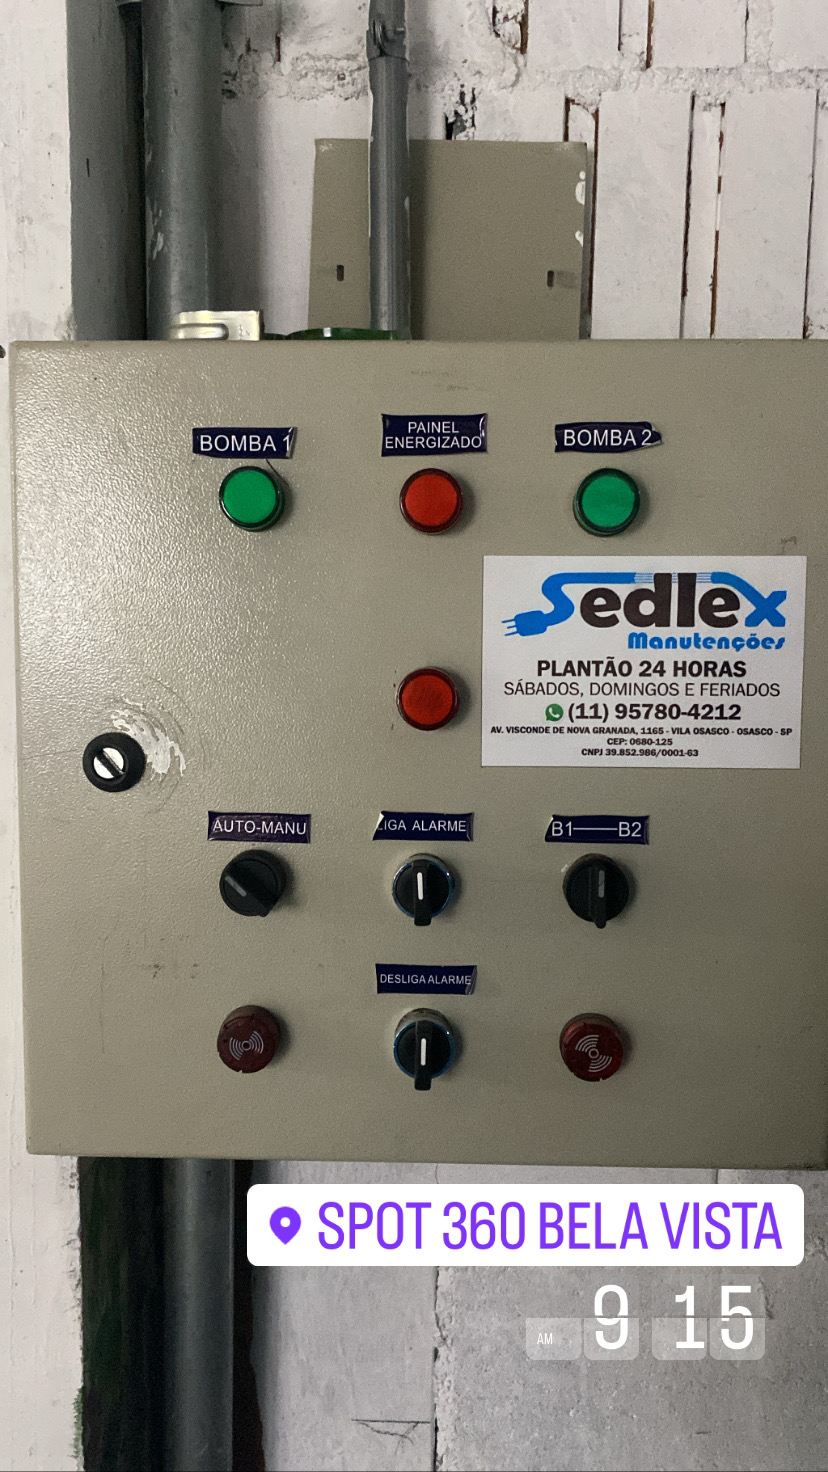 BOMBA 1
PAINEL
ENERGIZADO
BOMBA 2
Sedlex
Manutenções
PLANTÃO 24 HORAS
SÁBADOS, DOMINGOS E FERIADOS
(11) 95780-4212
AV. VISCONDE DE NOVA GRANADA, 1165 - VILA OSASCO - OSASCO - SP
CEP: 0680-125
CNPJ 39.852.986/0001-63
AUTO-MANU
LIGA ALARME
B1——B2
DESLIGA ALARME
SPOT 360 BELA VISTA
AM 9 15